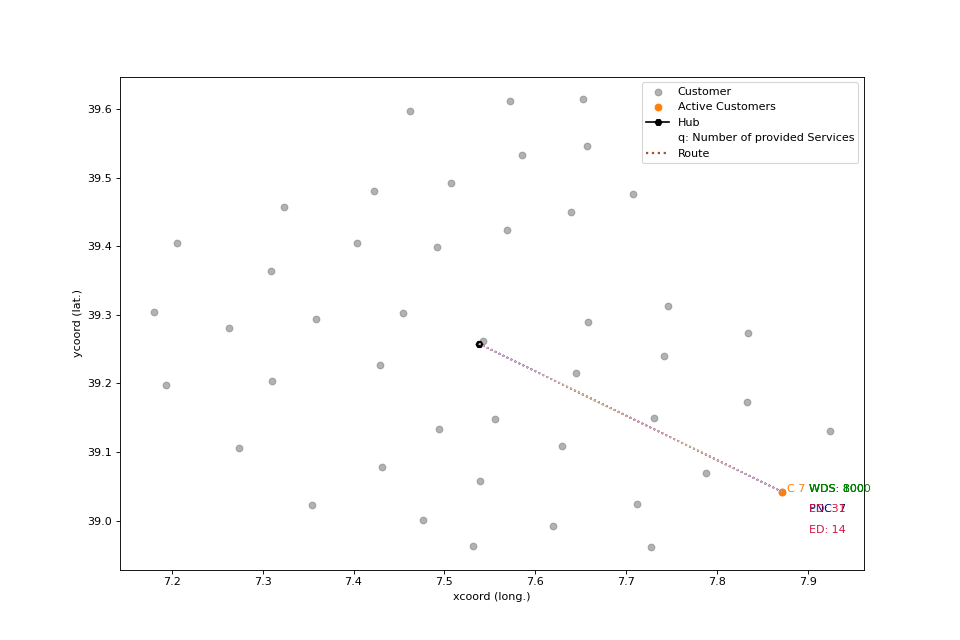 39.6
39.5
39.4
39.3
39.2
39.1
39.0
ycoord (lat.)
7.2 7.3 7.4 7.5 7.6 7.7 7.8 7.9
xcoord (long.)
Customer
Active Customers
Hub
q: Number of provided Services
Route
C 7
ED: 14